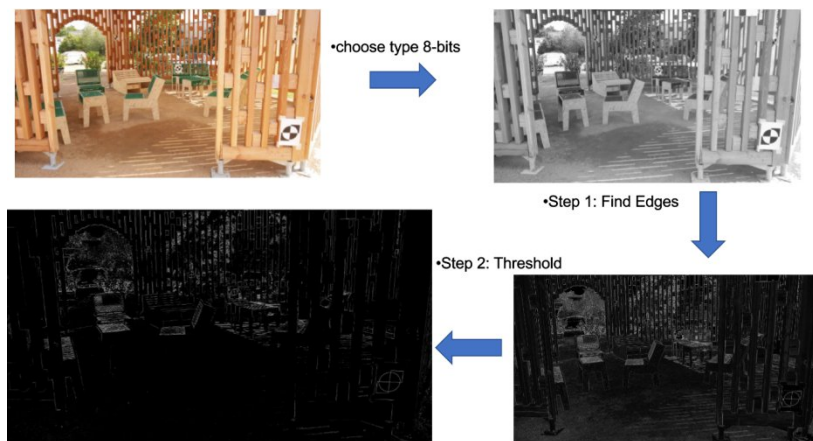 •choose type 8-bits
•Step 1: Find Edges
•Step 2: Threshold